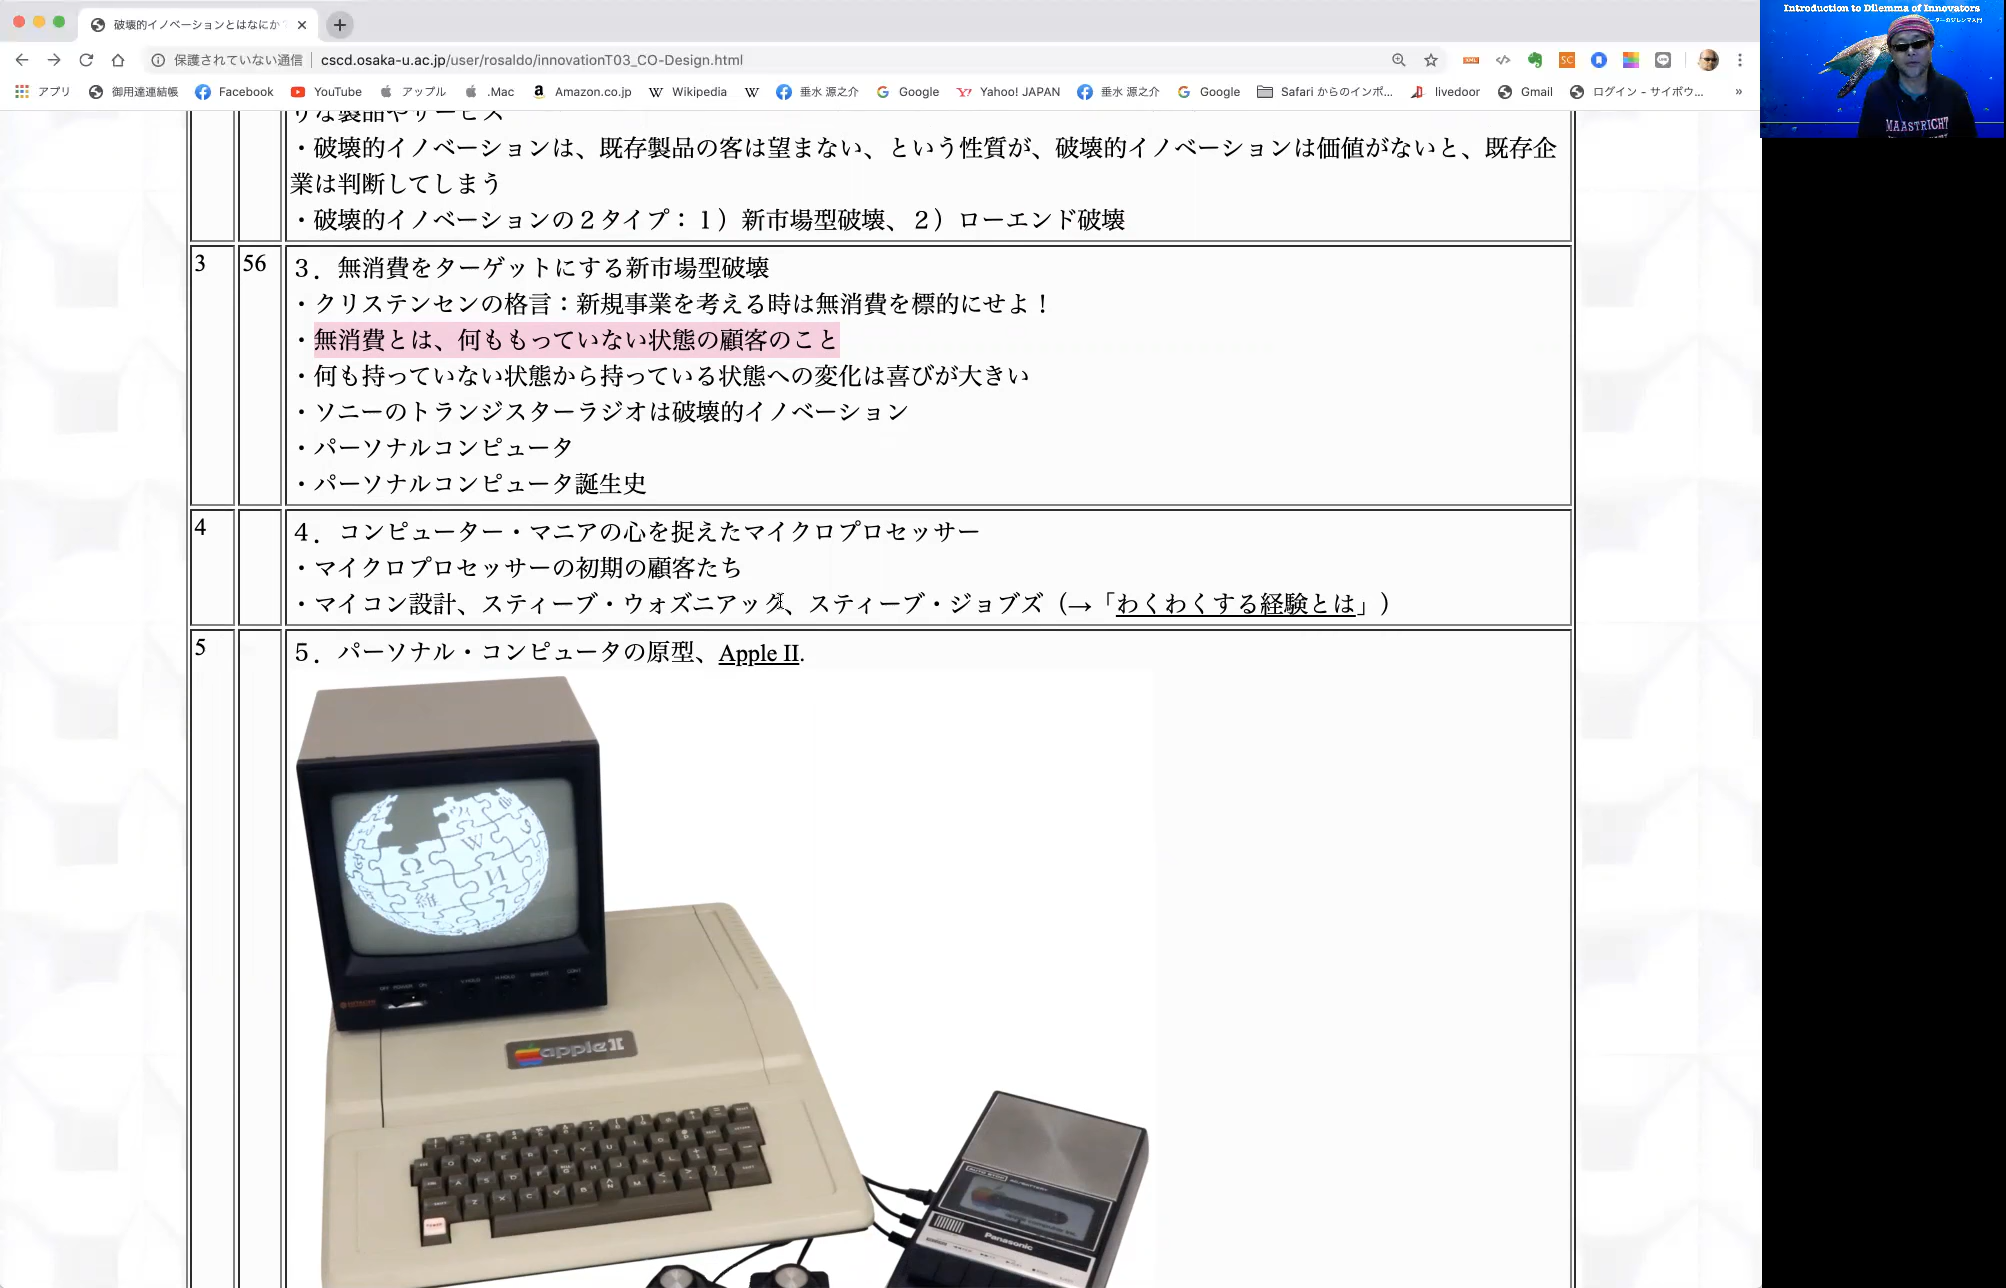 破壊的イノベーションとはなにか
保護されていない通信
cscd.osaka-u.ac.jp/user/rosaldo/innovationT03_CO-Design.html
アプリ
御用達連結帳
Facebook
YouTube
アップル
.Mac
Amazon.co.jp
Wikipedia
垂水 源之介
Google
Yahoo! JAPAN
垂水 源之介
Google
Safari からのインポ...
livedoor
Gmail
ログイン - サイボウ...
»
Introduction to Dilemma of Innovators
MAASTRICHT
うな製品やサービス
・破壊的イノベーションは、既存製品の客は望まない、という性質が、破壊的イノベーションは価値がないと、既存企
業は判断してしまう
・破壊的イノベーションの２タイプ：１）新市場型破壊、２）ローエンド破壊
3
56
３．無消費をターゲットにする新市場型破壊
・クリステンセンの格言：新規事業を考える時は無消費を標的にせよ！
・無消費とは、何ももっていない状態の顧客のこと
・何も持っていない状態から持っている状態への変化は喜びが大きい
・ソニーのトランジスターラジオは破壊的イノベーション
・パーソナルコンピュータ
・パーソナルコンピュータ誕生史
4
４．コンピューター・マニアの心を捉えたマイクロプロセッサー
・マイクロプロセッサーの初期の顧客たち
・マイコン設計、スティーブ・ウォズニアック、スティーブ・ジョブズ（→「わくわくする経験とは」）
5
５．パーソナル・コンピュータの原型、Apple II.
apple II
Panasonic